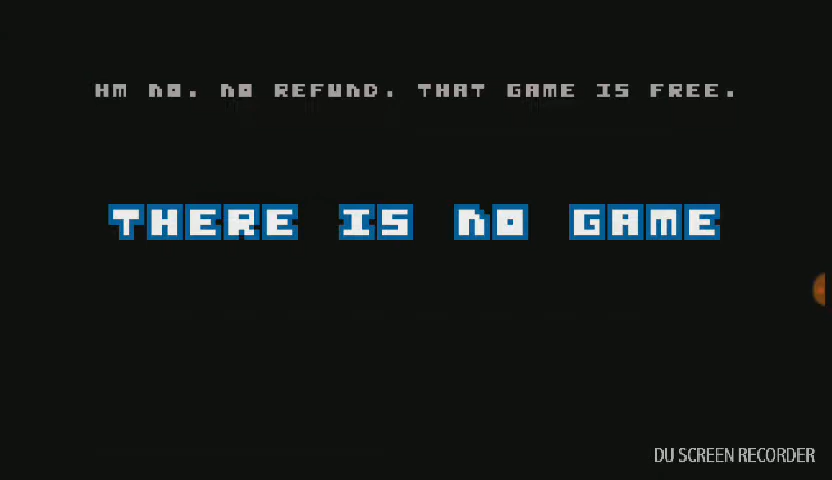 HM NO. NO REFUND. THAT GAME IS FREE.
THERE IS NO GAME
DU SCREEN RECORDER